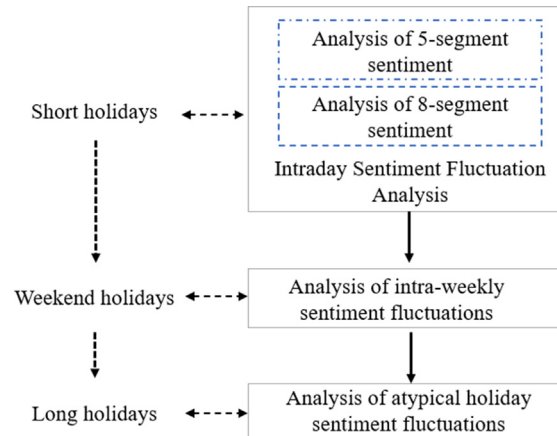 Analysis of 5-segment
sentiment
Short holidays
Analysis of 8-segment
sentiment
Intraday Sentiment Fluctuation
Analysis
Weekend holidays
Analysis of intra-weekly
sentiment fluctuations
Long holidays
Analysis of atypical holiday
sentiment fluctuations